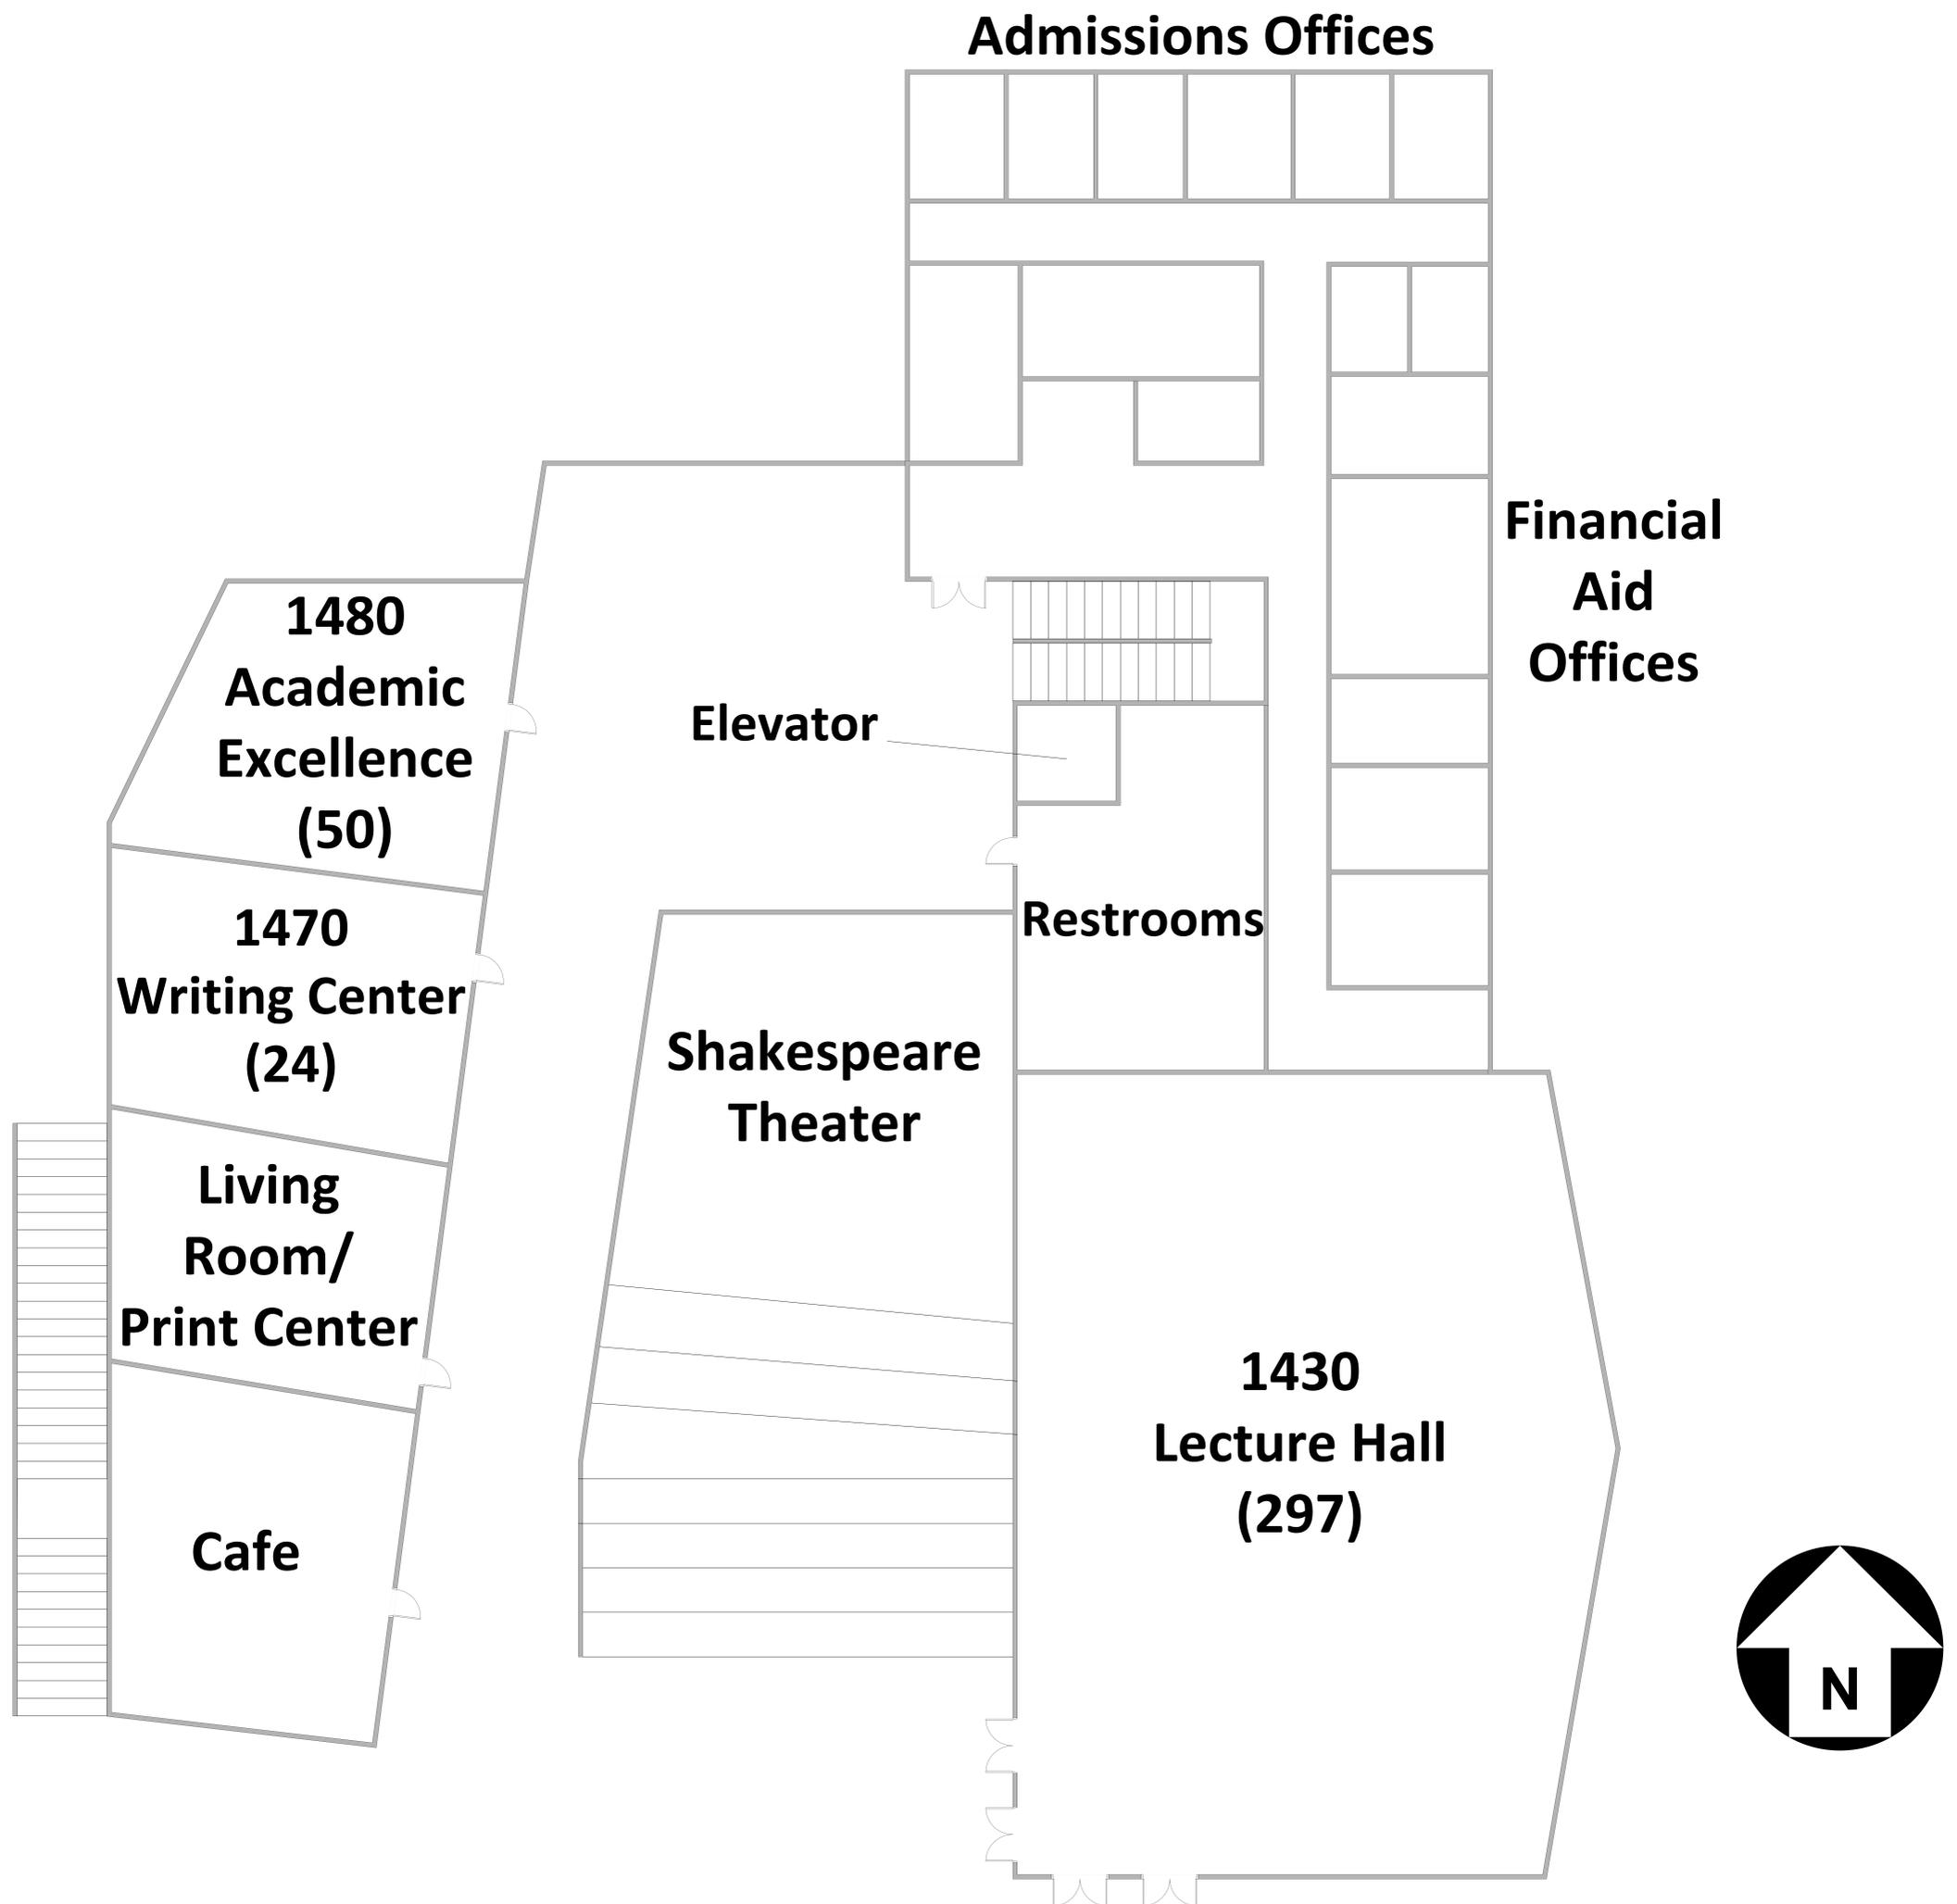 Admissions Offices
Financial
Aid
Offices
1480
Academic
Excellence
(50)
Elevator
1470
Writing Center
(24)
Restrooms
Shakespeare
Theater
Living
Room/
Print Center
1430
Lecture Hall
(297)
Cafe
N